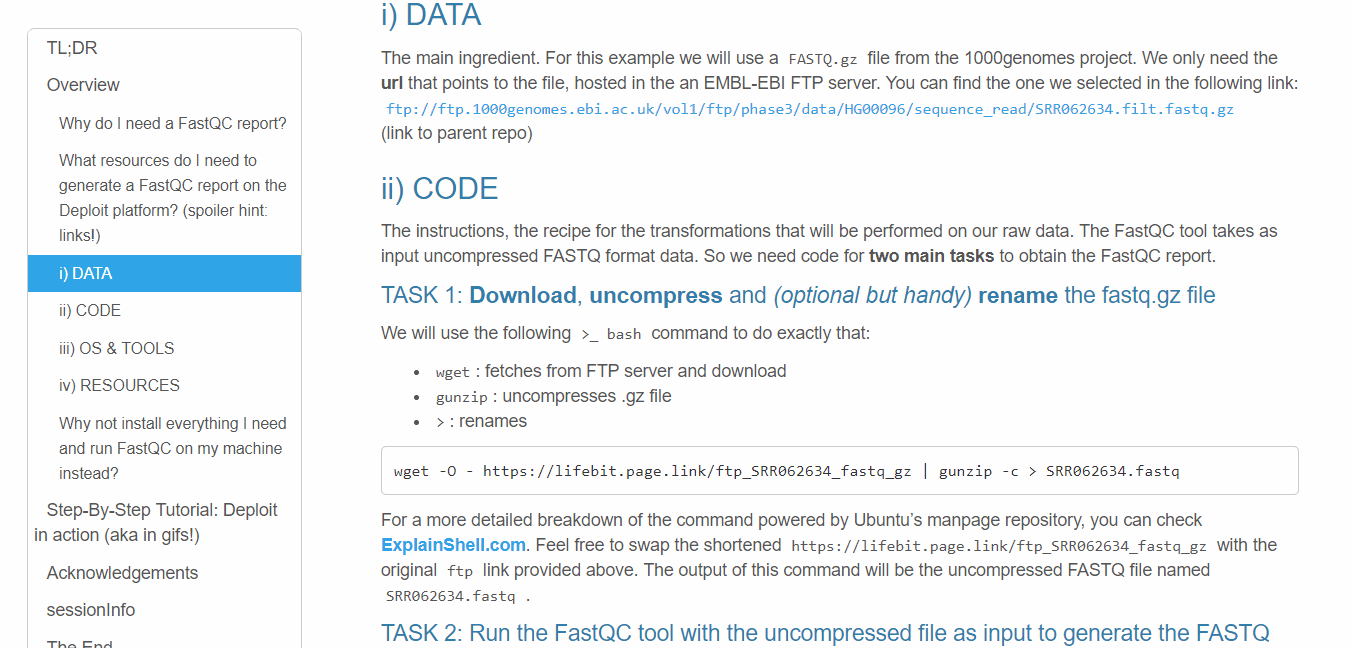 TL;DR
Overview
Why do I need a FastQC report?
What resources do I need to
generate a FastQC report on the
Deploit platform? (spoiler hint:
links!)
i) DATA
ii) CODE
iii) OS & TOOLS
iv) RESOURCES
Why not install everything I need
and run FastQC on my machine
instead?
Step-By-Step Tutorial: Deploit
in action (aka in gifs!)
Acknowledgements
sessionInfo
The End
i) DATA
The main ingredient. For this example we will use a FASTQ.gz file from the 1000genomes project. We only need the
url that points to the file, hosted in the an EMBL-EBI FTP server. You can find the one we selected in the following link:
ftp://ftp.1000genomes.ebi.ac.uk/vol1/ftp/phase3/data/HG00096/sequence_read/SRR062634.filt.fastq.gz
(link to parent repo)
ii) CODE
The instructions, the recipe for the transformations that will be performed on our raw data. The FastQC tool takes as
input uncompressed FASTQ format data. So we need code for two main tasks to obtain the FastQC report.
TASK 1: Download, uncompress and (optional but handy) rename the fastq.gz file
We will use the following >_ bash command to do exactly that:
• wget : fetches from FTP server and download
• gunzip : uncompresses .gz file
• > : renames
wget -O - https://lifebit.page.link/ftp_SRR062634_fastq_gz | gunzip -c > SRR062634.fastq
For a more detailed breakdown of the command powered by Ubuntu's manpage repository, you can check
ExplainShell.com. Feel free to swap the shortened https://lifebit.page.link/ftp_SRR062634_fastq_gz with the
original ftp link provided above. The output of this command will be the uncompressed FASTQ file named
SRR062634.fastq .
TASK 2: Run the FastQC tool with the uncompressed file as input to generate the FASTQ